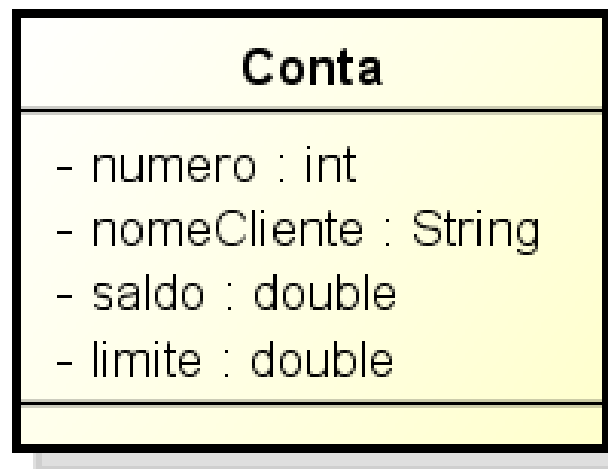 Conta
- numero : int
- nomeCliente : String
- saldo : double
- limite : double